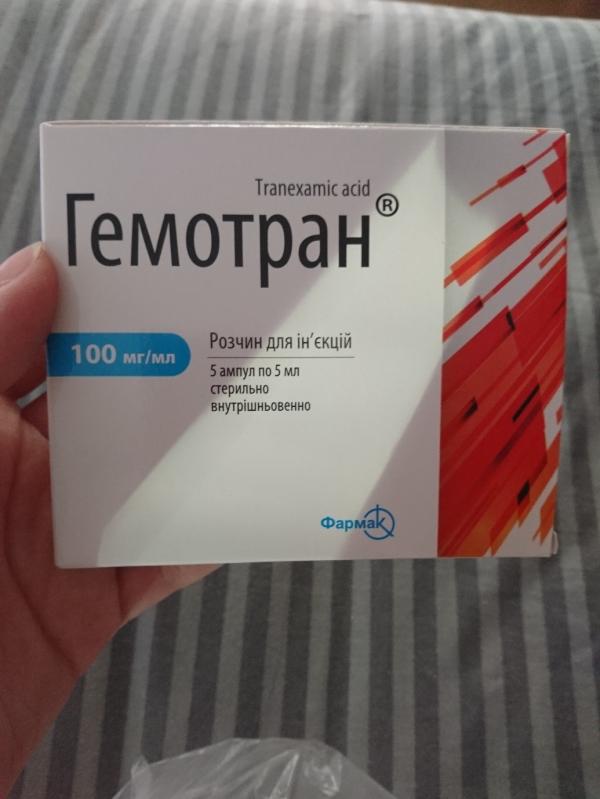 Tranexamic acid
Гемотран®
100 мг/мл
Розчин для ін’єкцій
5 ампул по 5 мл
стерильно
внутрішньовенно
Фармак